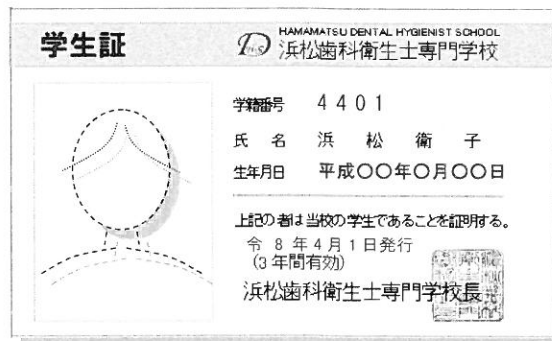 学生証
HAMAMATSU DENTAL HYGIENIST SCHOOL
浜松歯科衛生士専門学校
学籍番号 4401
氏名 浜松衛子
生年月日 平成〇〇年〇月〇〇日
上記の者は当校の学生であることを証明する。
令 8年4月1日発行
(3年間有効)
浜松歯科衛生士専門学校長